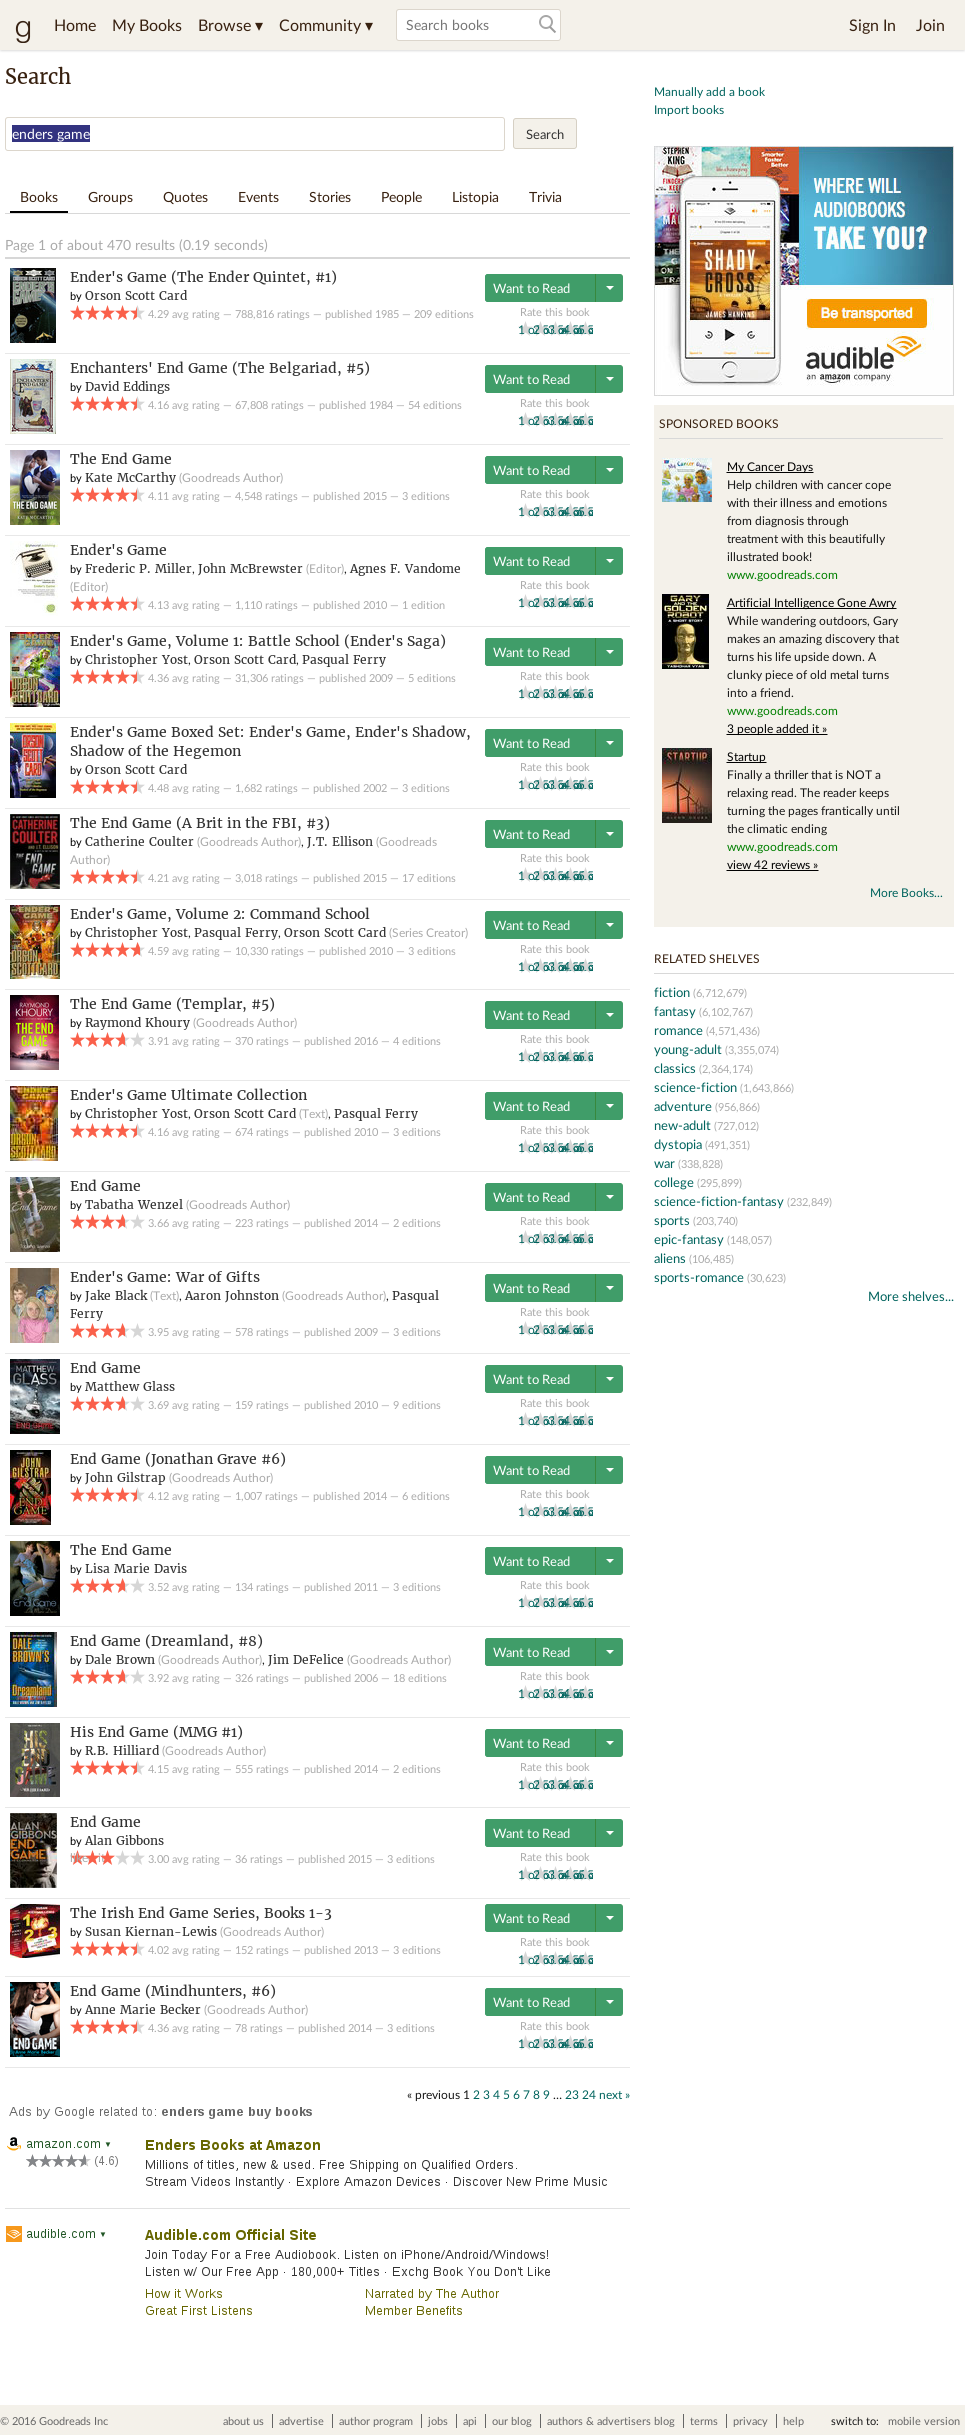 g Home My Books Browse ▾ Community ▾ Search books Sign In Join
Search
enders game Search
Books Groups Quotes Events Stories People Listopia Trivia
Page 1 of about 470 results (0.19 seconds)
Ender's Game (The Ender Quintet, #1)
by Orson Scott Card
4.29 avg rating — 788,816 ratings — published 1985 — 209 editions
Want to Read
Rate this book
Enchanters' End Game (The Belgariad, #5)
by David Eddings
4.16 avg rating — 67,808 ratings — published 1984 — 54 editions
Want to Read
Rate this book
The End Game
by Kate McCarthy (Goodreads Author)
4.11 avg rating — 4,548 ratings — published 2015 — 3 editions
Want to Read
Rate this book
Ender's Game
by Frederic P. Miller, John McBrewster (Editor), Agnes F. Vandome
(Editor)
4.13 avg rating — 1,110 ratings — published 2010 — 1 edition
Want to Read
Rate this book
Ender's Game, Volume 1: Battle School (Ender's Saga)
by Christopher Yost, Orson Scott Card, Pasqual Ferry
4.36 avg rating — 31,306 ratings — published 2009 — 5 editions
Want to Read
Rate this book
Ender's Game Boxed Set: Ender's Game, Ender's Shadow,
Shadow of the Hegemon
by Orson Scott Card
4.48 avg rating — 1,682 ratings — published 2002 — 3 editions
Want to Read
Rate this book
The End Game (A Brit in the FBI, #3)
by Catherine Coulter (Goodreads Author), J.T. Ellison (Goodreads
Author)
4.21 avg rating — 3,018 ratings — published 2015 — 17 editions
Want to Read
Rate this book
Ender's Game, Volume 2: Command School
by Christopher Yost, Pasqual Ferry, Orson Scott Card (Series Creator)
4.59 avg rating — 10,330 ratings — published 2010 — 3 editions
Want to Read
Rate this book
The End Game (Templar, #5)
by Raymond Khoury (Goodreads Author)
3.91 avg rating — 370 ratings — published 2016 — 4 editions
Want to Read
Rate this book
Ender's Game Ultimate Collection
by Christopher Yost, Orson Scott Card (Text), Pasqual Ferry
4.16 avg rating — 674 ratings — published 2010 — 3 editions
Want to Read
Rate this book
End Game
by Tabatha Wenzel (Goodreads Author)
3.66 avg rating — 223 ratings — published 2014 — 2 editions
Want to Read
Rate this book
Ender's Game: War of Gifts
by Jake Black (Text), Aaron Johnston (Goodreads Author), Pasqual
Ferry
3.95 avg rating — 578 ratings — published 2009 — 3 editions
Want to Read
Rate this book
End Game
by Matthew Glass
3.69 avg rating — 159 ratings — published 2010 — 9 editions
Want to Read
Rate this book
End Game (Jonathan Grave #6)
by John Gilstrap (Goodreads Author)
4.12 avg rating — 1,007 ratings — published 2014 — 6 editions
Want to Read
Rate this book
The End Game
by Lisa Marie Davis
3.52 avg rating — 134 ratings — published 2011 — 3 editions
Want to Read
Rate this book
End Game (Dreamland, #8)
by Dale Brown (Goodreads Author), Jim DeFelice (Goodreads Author)
3.92 avg rating — 326 ratings — published 2006 — 18 editions
Want to Read
Rate this book
His End Game (MMG #1)
by R.B. Hilliard (Goodreads Author)
4.15 avg rating — 555 ratings — published 2014 — 2 editions
Want to Read
Rate this book
End Game
by Alan Gibbons
3.00 avg rating — 36 ratings — published 2015 — 3 editions
Want to Read
Rate this book
The Irish End Game Series, Books 1-3
by Susan Kiernan-Lewis (Goodreads Author)
4.02 avg rating — 152 ratings — published 2013 — 3 editions
Want to Read
Rate this book
End Game (Mindhunters, #6)
by Anne Marie Becker (Goodreads Author)
4.36 avg rating — 78 ratings — published 2014 — 3 editions
Want to Read
Rate this book
« previous 1 2 3 4 5 6 7 8 9 … 23 24 next »
Ads by Google related to: enders game buy books
amazon.com ▾
(4.6)
Enders Books at Amazon
Millions of titles, new & used. Free Shipping on Qualified Orders.
Stream Videos Instantly · Explore Amazon Devices · Discover New Prime Music
audible.com ▾
Audible.com Official Site
Join Today For a Free Audiobook. Listen on iPhone/Android/Windows!
Listen w/ Our Free App · 180,000+ Titles · Exchg Book You Don't Like
How it Works Narrated by The Author
Great First Listens Member Benefits
Manually add a book
Import books
STEPHEN KING
Smarter Faster Better
SHADY CROSS
JAMES HANKINS
WHERE WILL
AUDIOBOOKS
TAKE YOU?
Be transported
audible
an amazon company
SPONSORED BOOKS
My Cancer Days
Help children with cancer cope
with their illness and emotions
from diagnosis through
treatment with this beautifully
illustrated book!
www.goodreads.com
Artificial Intelligence Gone Awry
While wandering outdoors, Gary
makes an amazing discovery that
turns his life upside down. A
clunky piece of old metal turns
into a friend.
www.goodreads.com
3 people added it »
Startup
Finally a thriller that is NOT a
relaxing read. The reader keeps
turning the pages frantically until
the climatic ending
www.goodreads.com
view 42 reviews »
More Books...
RELATED SHELVES
fiction (6,712,679)
fantasy (6,102,767)
romance (4,571,436)
young-adult (3,355,074)
classics (2,364,174)
science-fiction (1,643,866)
adventure (956,866)
new-adult (727,012)
dystopia (491,351)
war (338,828)
college (295,899)
science-fiction-fantasy (232,849)
sports (203,740)
epic-fantasy (148,057)
aliens (106,485)
sports-romance (30,623)
More shelves...
© 2016 Goodreads Inc about us advertise author program jobs api our blog authors & advertisers blog terms privacy help switch to: mobile version